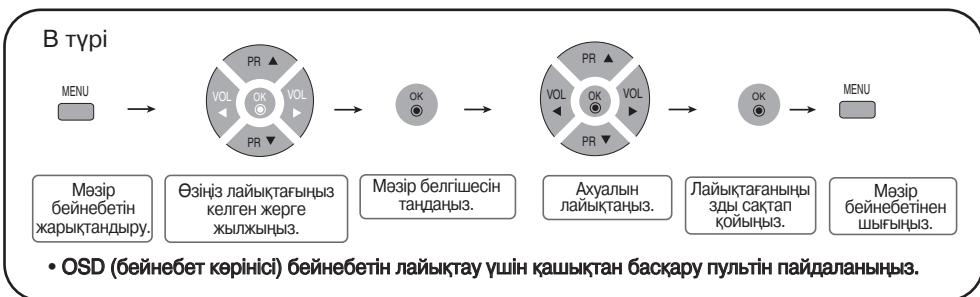 В түрі
MENU
PR ▲
VOL ◄
OK
VOL ►
PR ▼
OK
PR ▲
VOL ◄
OK
VOL ►
PR ▼
OK
MENU
Мәзір
бейнебетін
жарықтандыру.
Өзіңіз лайықтағыңыз
келген жерге
жылжыңыз.
Мәзір белгішесін
таңдаңыз.
Ахуалын
лайықтаңыз.
Лайықтағаныңы
зды сақтап
қойыңыз.
Мәзір
бейнебетінен
шығыңыз.
• OSD (бейнебет көрінісі) бейнебетін лайықтау үшін қашықтан басқару пультін пайдаланыңыз.